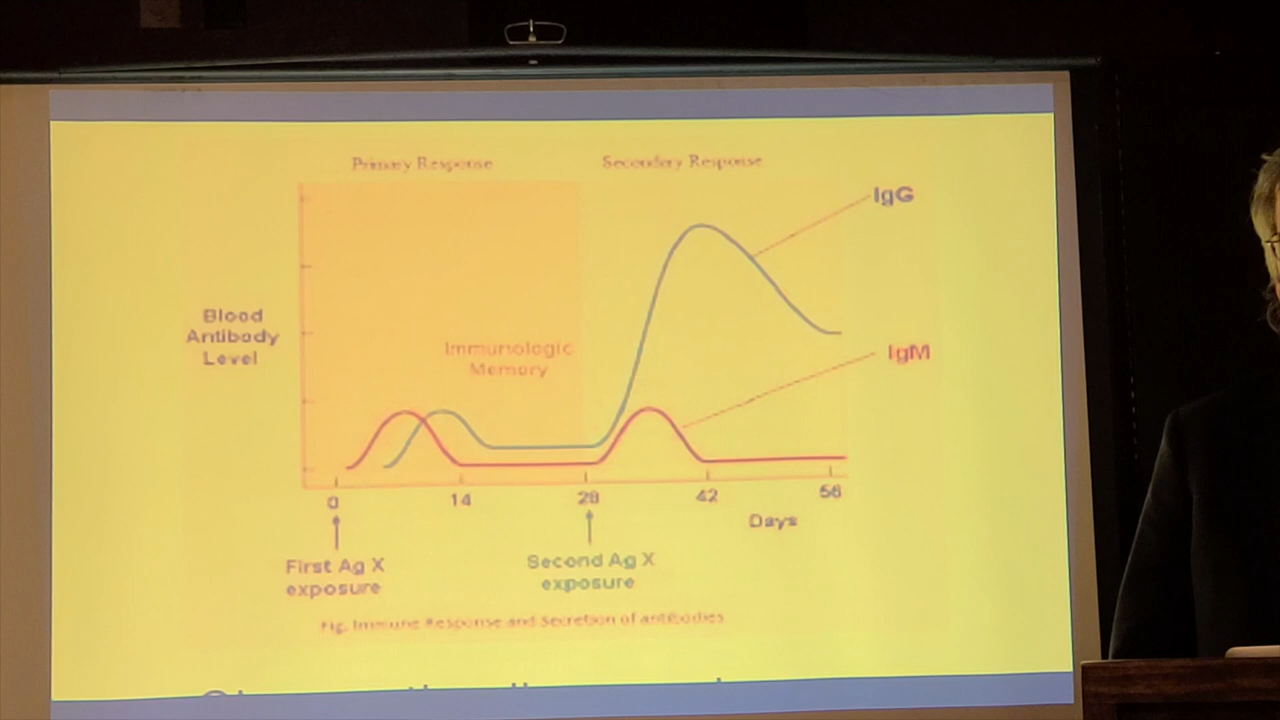 Primary Response
Secondary Response
IgG
Blood
Antibody
Level
Immunologic
Memory
IgM
0
14
28
42
56
Days
First Ag X
exposure
Second Ag X
exposure
Fig. Immune Response and Secretion of antibodies